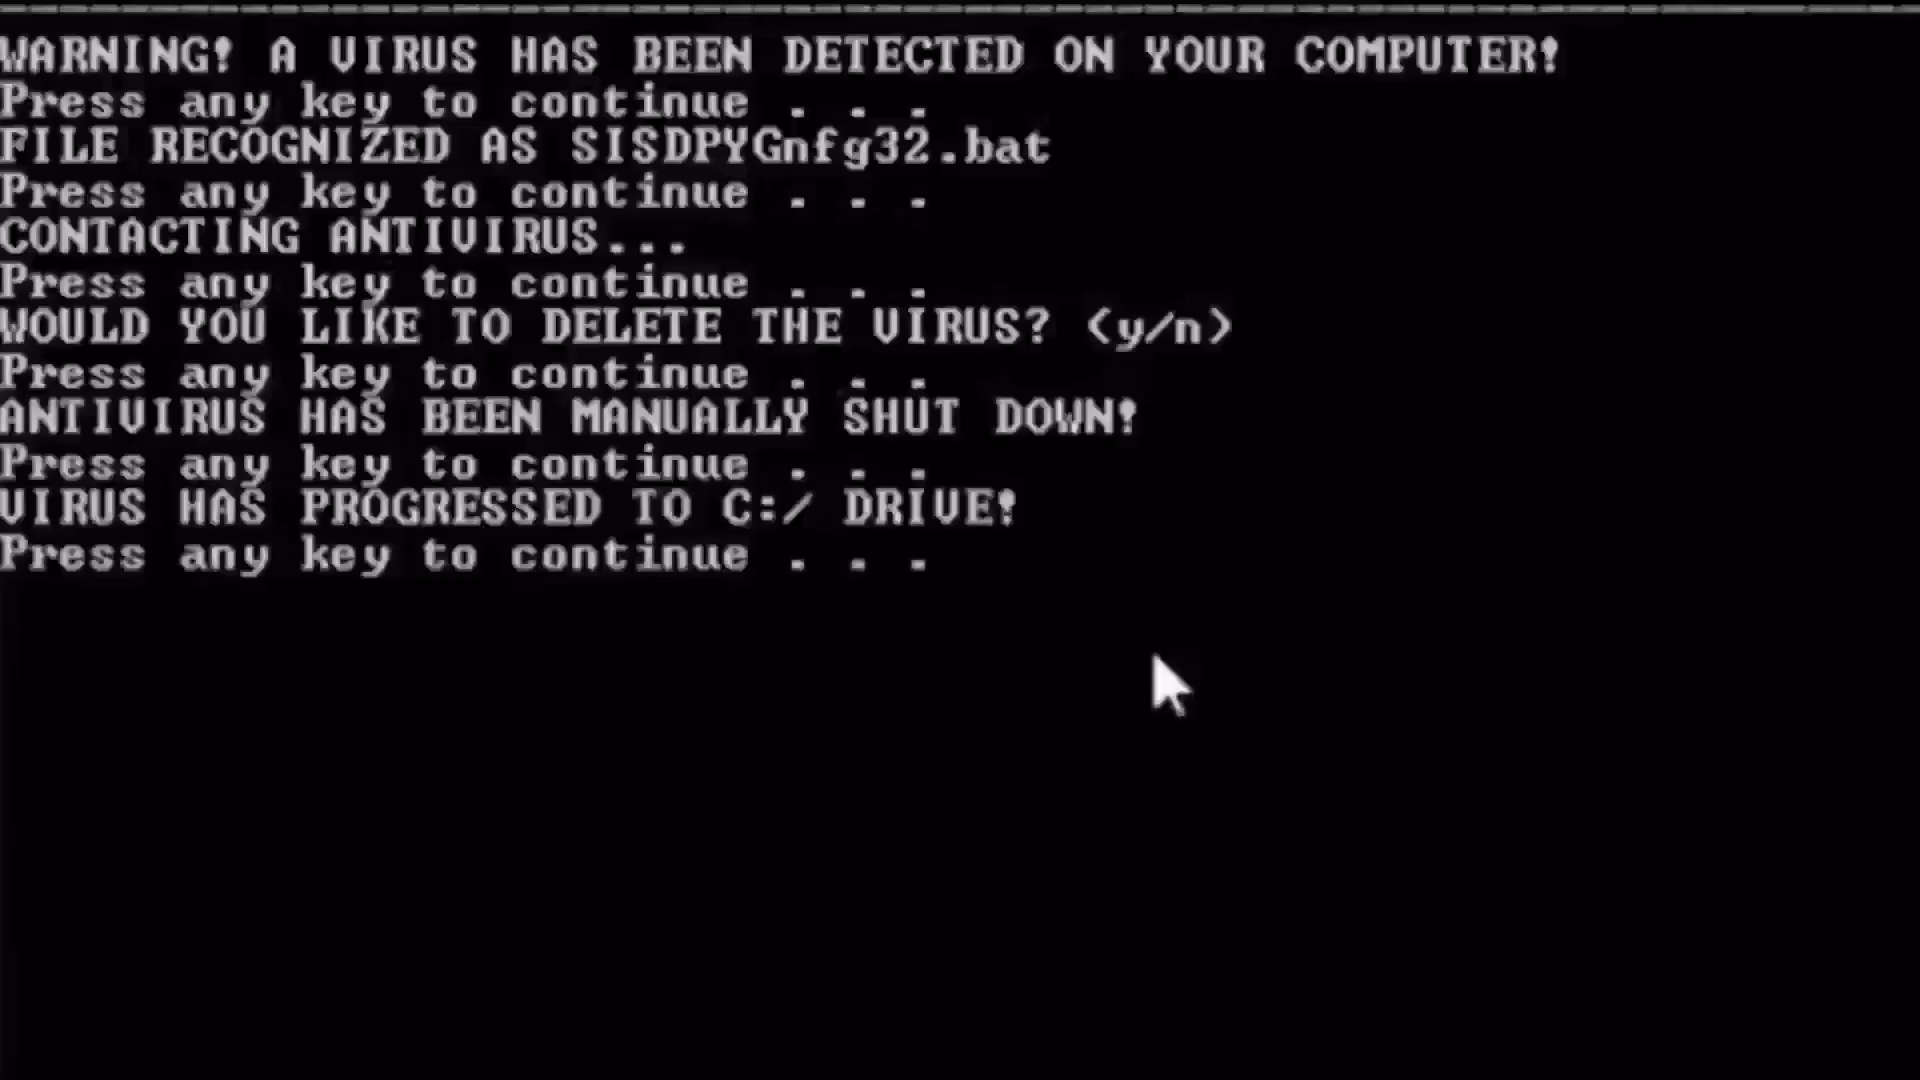 WARNING! A VIRUS HAS BEEN DETECTED ON YOUR COMPUTER!
Press any key to continue . . .
FILE RECOGNIZED AS SISDPYGnfg32.bat
Press any key to continue . . .
CONTACTING ANTIVIRUS...
Press any key to continue . . .
WOULD YOU LIKE TO DELETE THE VIRUS? (y/n)
Press any key to continue . . .
ANTIVIRUS HAS BEEN MANUALLY SHUT DOWN!
Press any key to continue . . .
VIRUS HAS PROGRESSED TO C:/ DRIVE!
Press any key to continue . . .